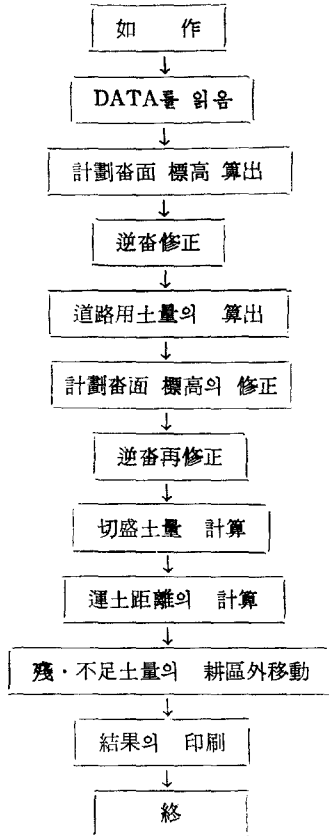 如 作
DATA를 읽음
計劃畓面 標高 算出
逆畓修正
道路用土量의 算出
計劃畓面 標高의 修正
逆畓再修正
切盛土量 計算
運土距離의 計算
殘·不足土量의 耕區外移動
結果의 印刷
終